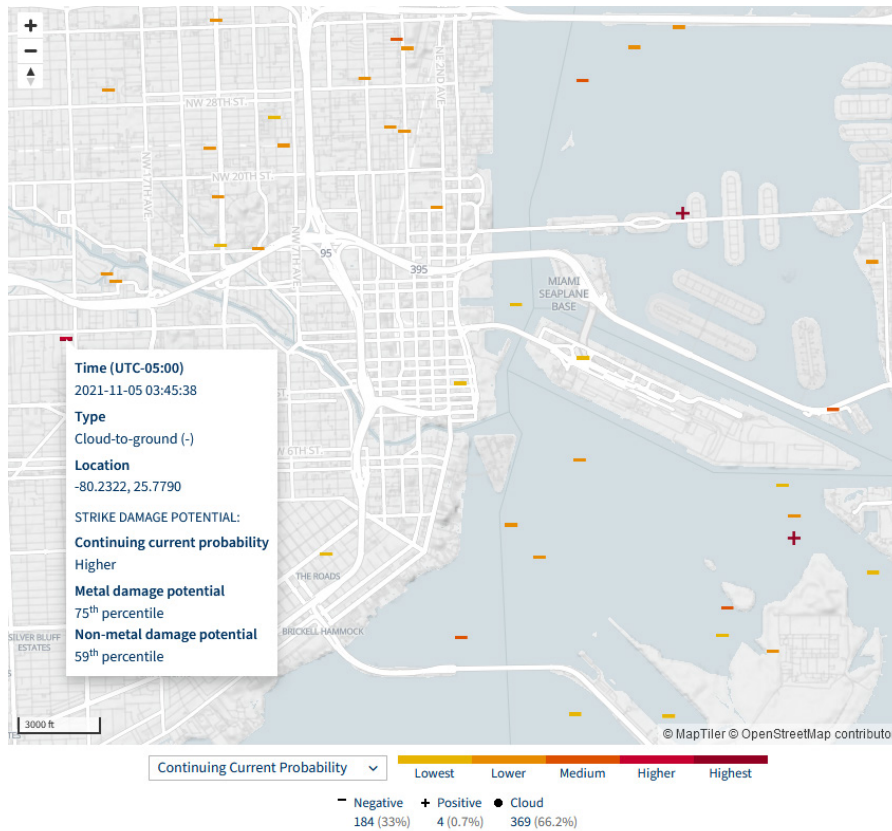 +
−
NW 28TH ST.
NE 2ND AVE
NW 17TH AVE
NW 20TH ST.
NW 7TH AVE
95
395
MIAMI
SEAPLANE
BASE
Time (UTC-05:00)
2021-11-05 03:45:38
Type
Cloud-to-ground (-)
Location
-80.2322, 25.7790
STRIKE DAMAGE POTENTIAL:
Continuing current probability
Higher
Metal damage potential
75th percentile
Non-metal damage potential
59th percentile
W 6TH ST.
THE ROADS
BRICKELL HAMMOCK
SILVER BLUFF
ESTATES
3000 ft
© MapTiler © OpenStreetMap contributo
Continuing Current Probability
Lowest Lower Medium Higher Highest
Negative Positive Cloud
184 (33%) 4 (0.7%) 369 (66.2%)